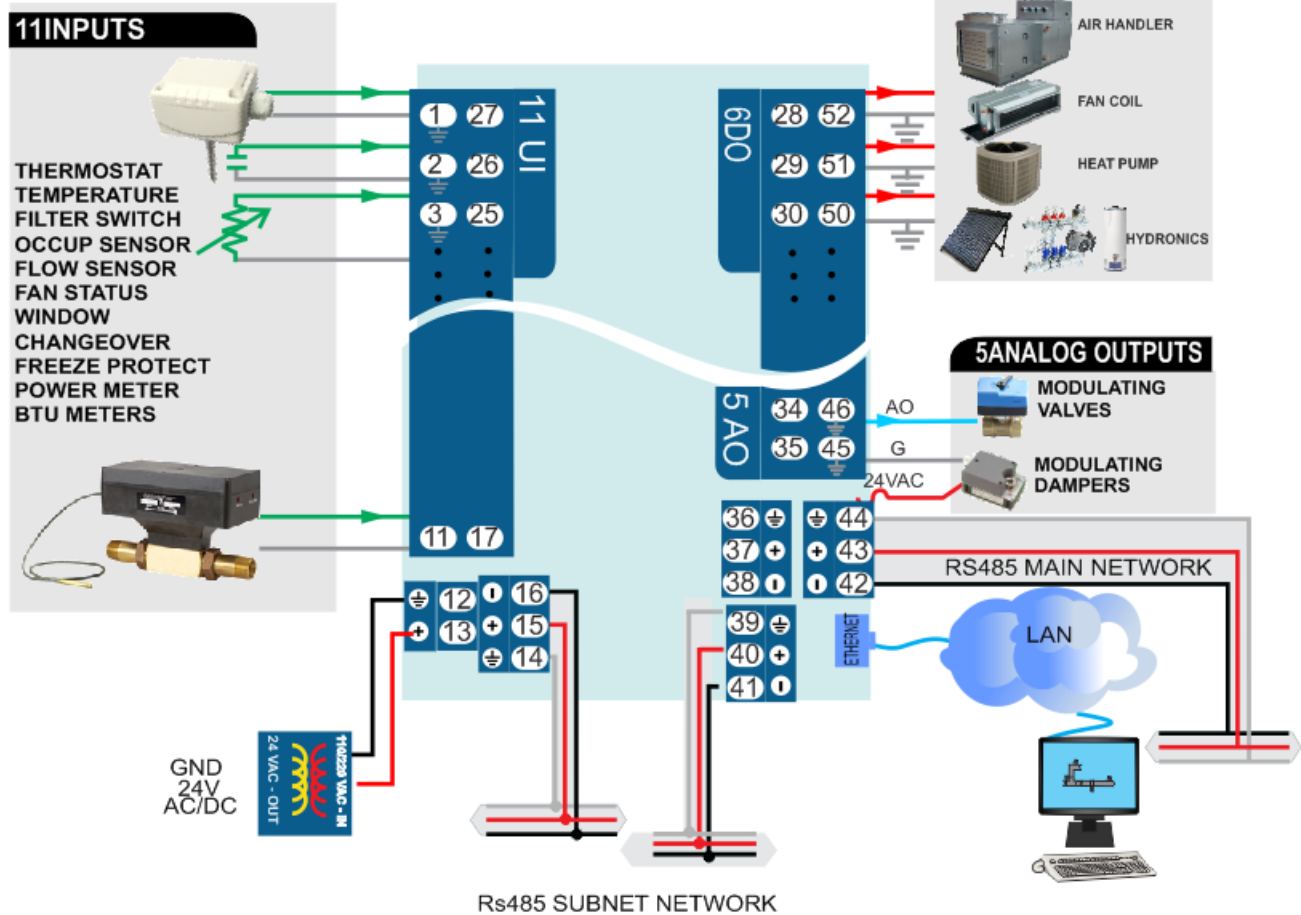 11INPUTS
THERMOSTAT
TEMPERATURE
FILTER SWITCH
OCCUP SENSOR
FLOW SENSOR
FAN STATUS
WINDOW
CHANGEOVER
FREEZE PROTECT
POWER METER
BTU METERS
1 27
2 26
3 25
11 UI
11 17
12
13
16
15
14
GND
24V
AC/DC
24 VAC - OUT
110/220 VAC - IN
Rs485 SUBNET NETWORK
6DO
28 52
29 51
30 50
5 AO
34 46
35 45
36
37
38
44
43
42
39
40
41
ETHERNET
AO
G
24VAC
AIR HANDLER
FAN COIL
HEAT PUMP
HYDRONICS
5ANALOG OUTPUTS
MODULATING
VALVES
MODULATING
DAMPERS
RS485 MAIN NETWORK
LAN